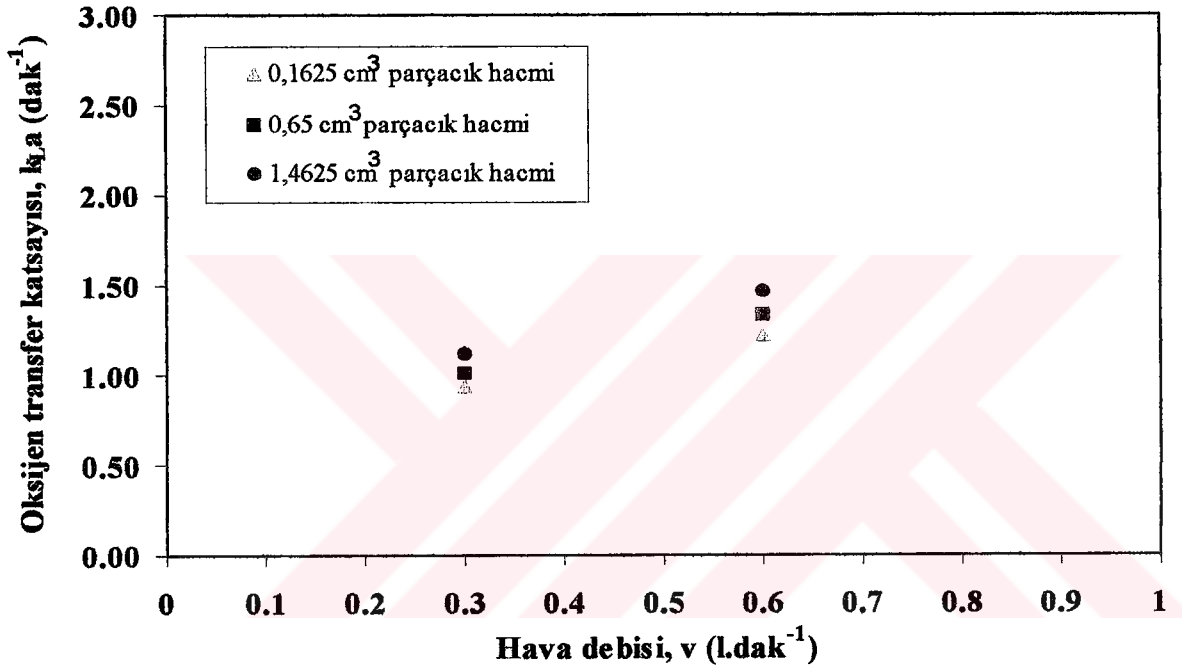 Oksijen transfer katsayısı, kLa (dak⁻¹)
3.00
2.50
2.00
1.50
1.00
0.50
0.00
0,1625 cm³ parçacık hacmi
0,65 cm³ parçacık hacmi
1,4625 cm³ parçacık hacmi
0 0.1 0.2 0.3 0.4 0.5 0.6 0.7 0.8 0.9 1
Hava debisi, v (l.dak⁻¹)